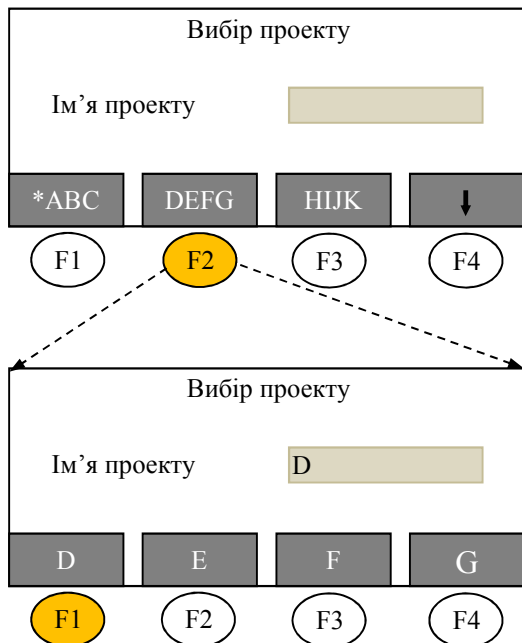 Вибір проекту
Ім’я проекту
*ABC DEFG HIJK
F1 F2 F3 F4
Вибір проекту
Ім’я проекту D
D E F G
F1 F2 F3 F4